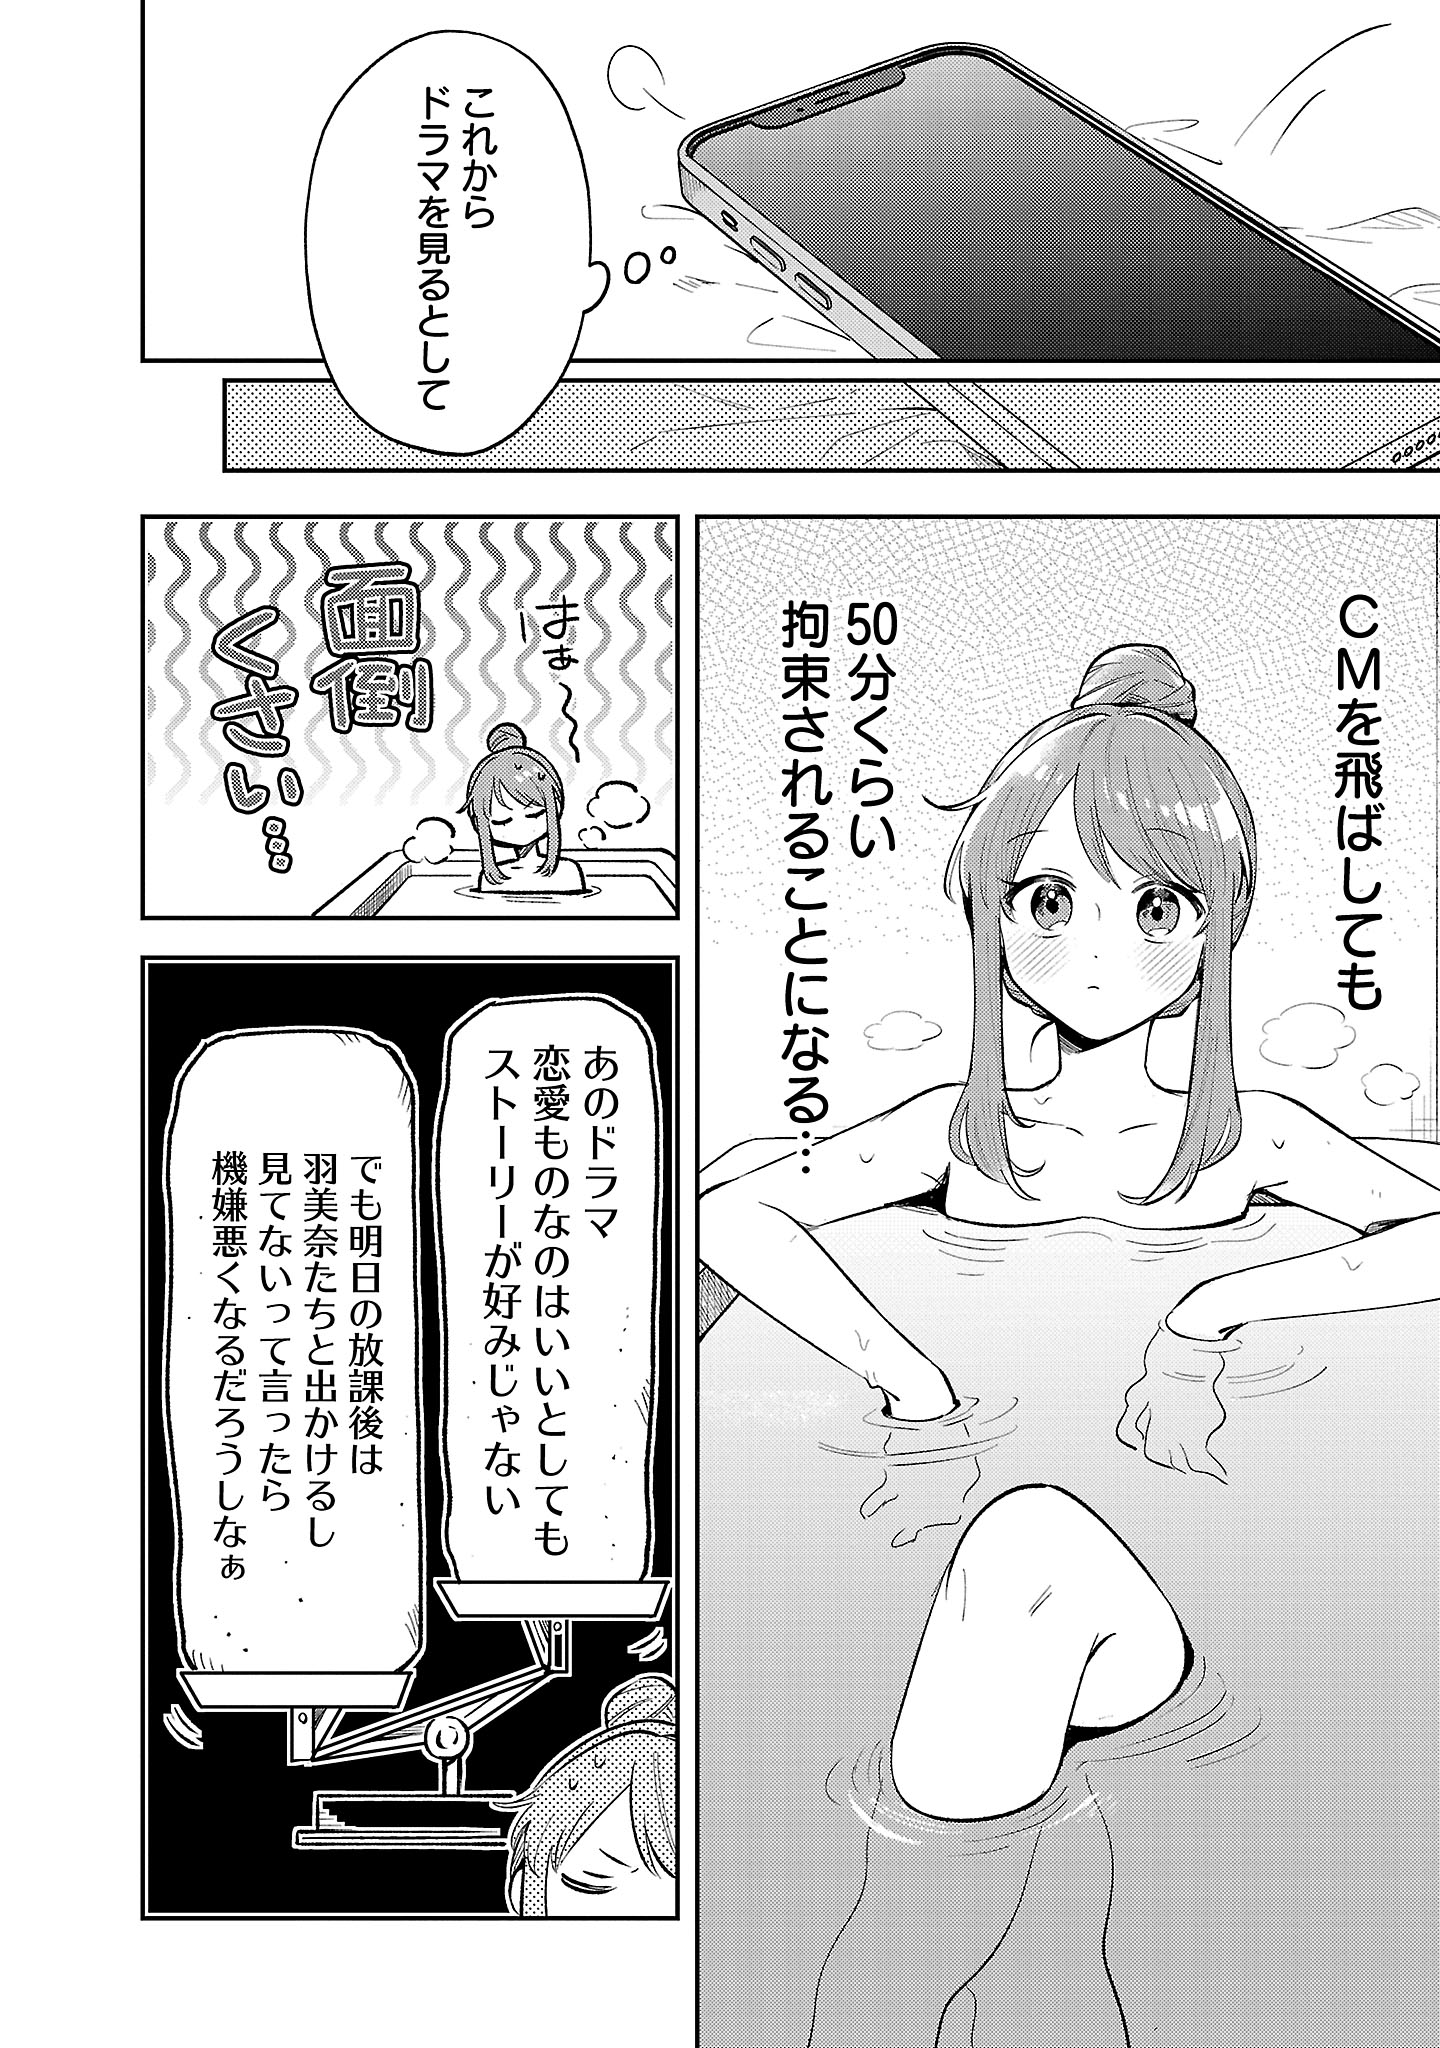 これから
ドラマを見るとして
CMを飛ばしても
50分くらい
拘束されることになる…
はぁ〜
面倒
くさい…
あのドラマ
恋愛ものなのはいいとしても
ストーリーが好みじゃない
でも明日の放課後は
羽美奈たちと出かけるし
見てないって言ったら
機嫌悪くなるだろうしなぁ